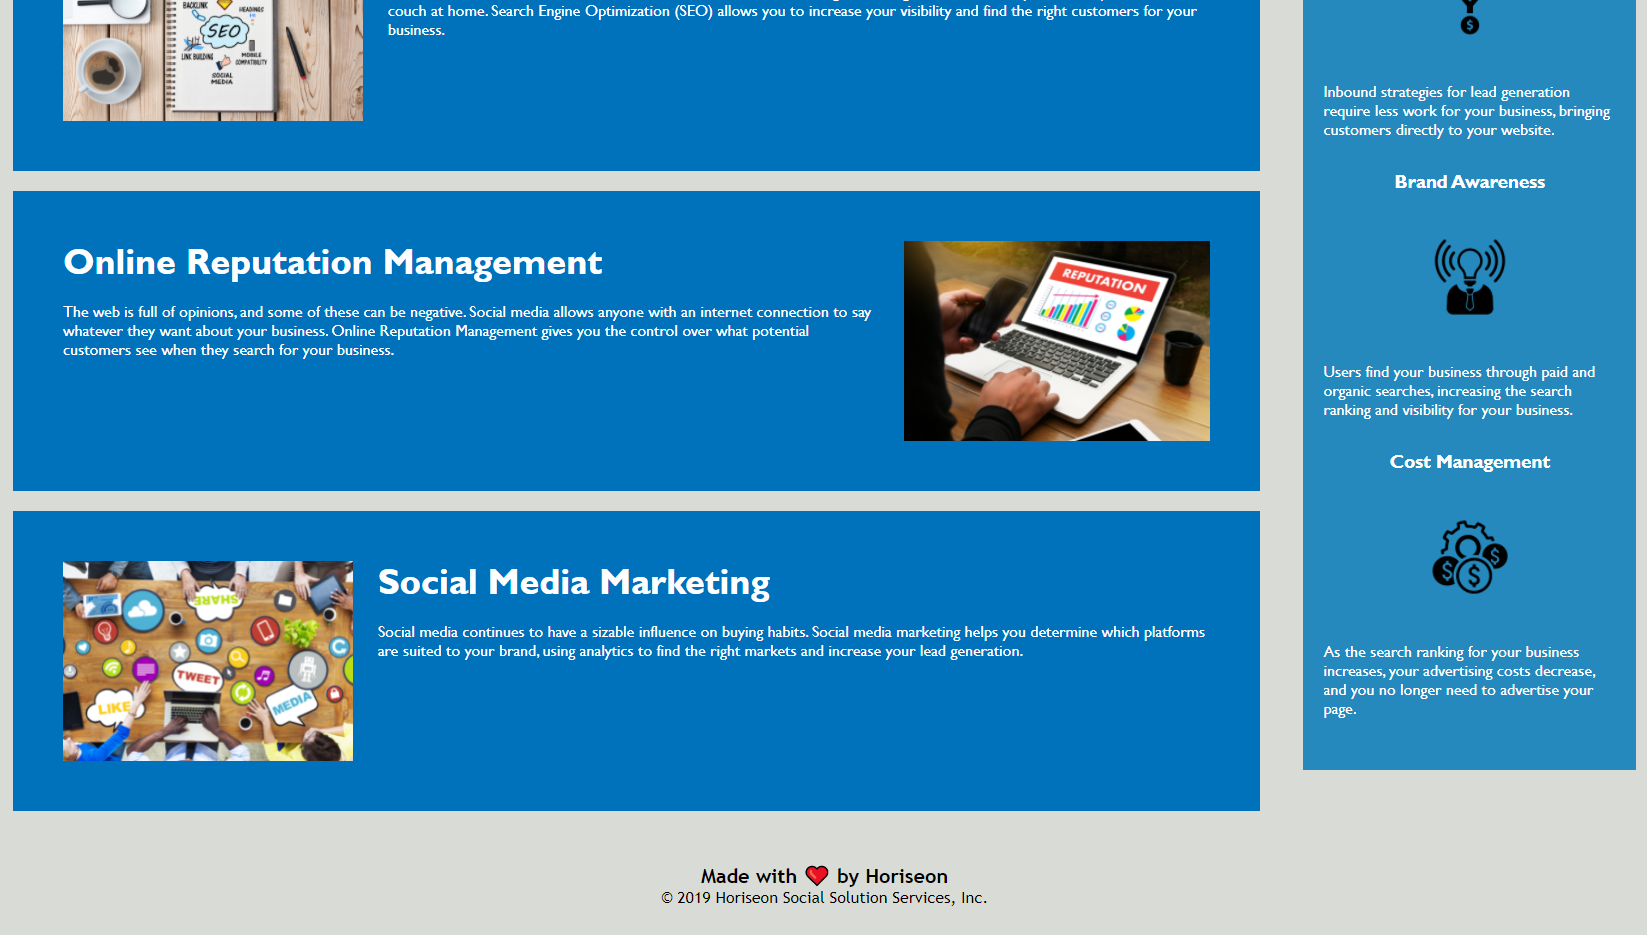 couch at home. Search Engine Optimization (SEO) allows you to increase your visibility and find the right customers for your
business.
BACKLINK
HEADINGS
SEO
LINK BUILDING
MOBILE
COMPATIBILITY
SOCIAL
MEDIA
Online Reputation Management
The web is full of opinions, and some of these can be negative. Social media allows anyone with an internet connection to say
whatever they want about your business. Online Reputation Management gives you the control over what potential
customers see when they search for your business.
REPUTATION
SHARE
TWEET
LIKE
MEDIA
Social Media Marketing
Social media continues to have a sizable influence on buying habits. Social media marketing helps you determine which platforms
are suited to your brand, using analytics to find the right markets and increase your lead generation.
Inbound strategies for lead generation
require less work for your business, bringing
customers directly to your website.
Brand Awareness
Users find your business through paid and
organic searches, increasing the search
ranking and visibility for your business.
Cost Management
As the search ranking for your business
increases, your advertising costs decrease,
and you no longer need to advertise your
page.
Made with ❤️ by Horiseon
© 2019 Horiseon Social Solution Services, Inc.